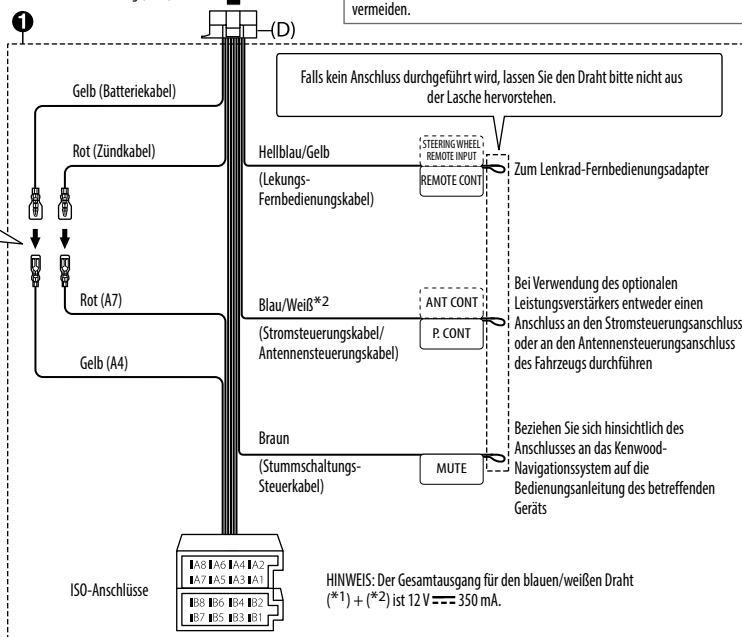 vermeiden.
❶
(D)
Falls kein Anschluss durchgeführt wird, lassen Sie den Draht bitte nicht aus
der Lasche hervorstehen.
Gelb (Batteriekabel)
Rot (Zündkabel)
Hellblau/Gelb
(Lekungs-
Fernbedienungskabel)
STEERING WHEEL
REMOTE INPUT
REMOTE CONT
Zum Lenkrad-Fernbedienungsadapter
Rot (A7)
Gelb (A4)
Blau/Weiß*2
(Stromsteuerungskabel/
Antennensteuerungskabel)
ANT CONT
P. CONT
Bei Verwendung des optionalen
Leistungsverstärkers entweder einen
Anschluss an den Stromsteuerungsanschluss
oder an den Antennensteuerungsanschluss
des Fahrzeugs durchführen
Braun
(Stummschaltungs-
Steuerkabel)
MUTE
Beziehen Sie sich hinsichtlich des
Anschlusses an das Kenwood-
Navigationssystem auf die
Bedienungsanleitung des betreffenden
Geräts
ISO-Anschlüsse
A8 A6 A4 A2
A7 A5 A3 A1
B8 B6 B4 B2
B7 B5 B3 B1
HINWEIS: Der Gesamtausgang für den blauen/weißen Draht
(*1) + (*2) ist 12 V ⎓ 350 mA.